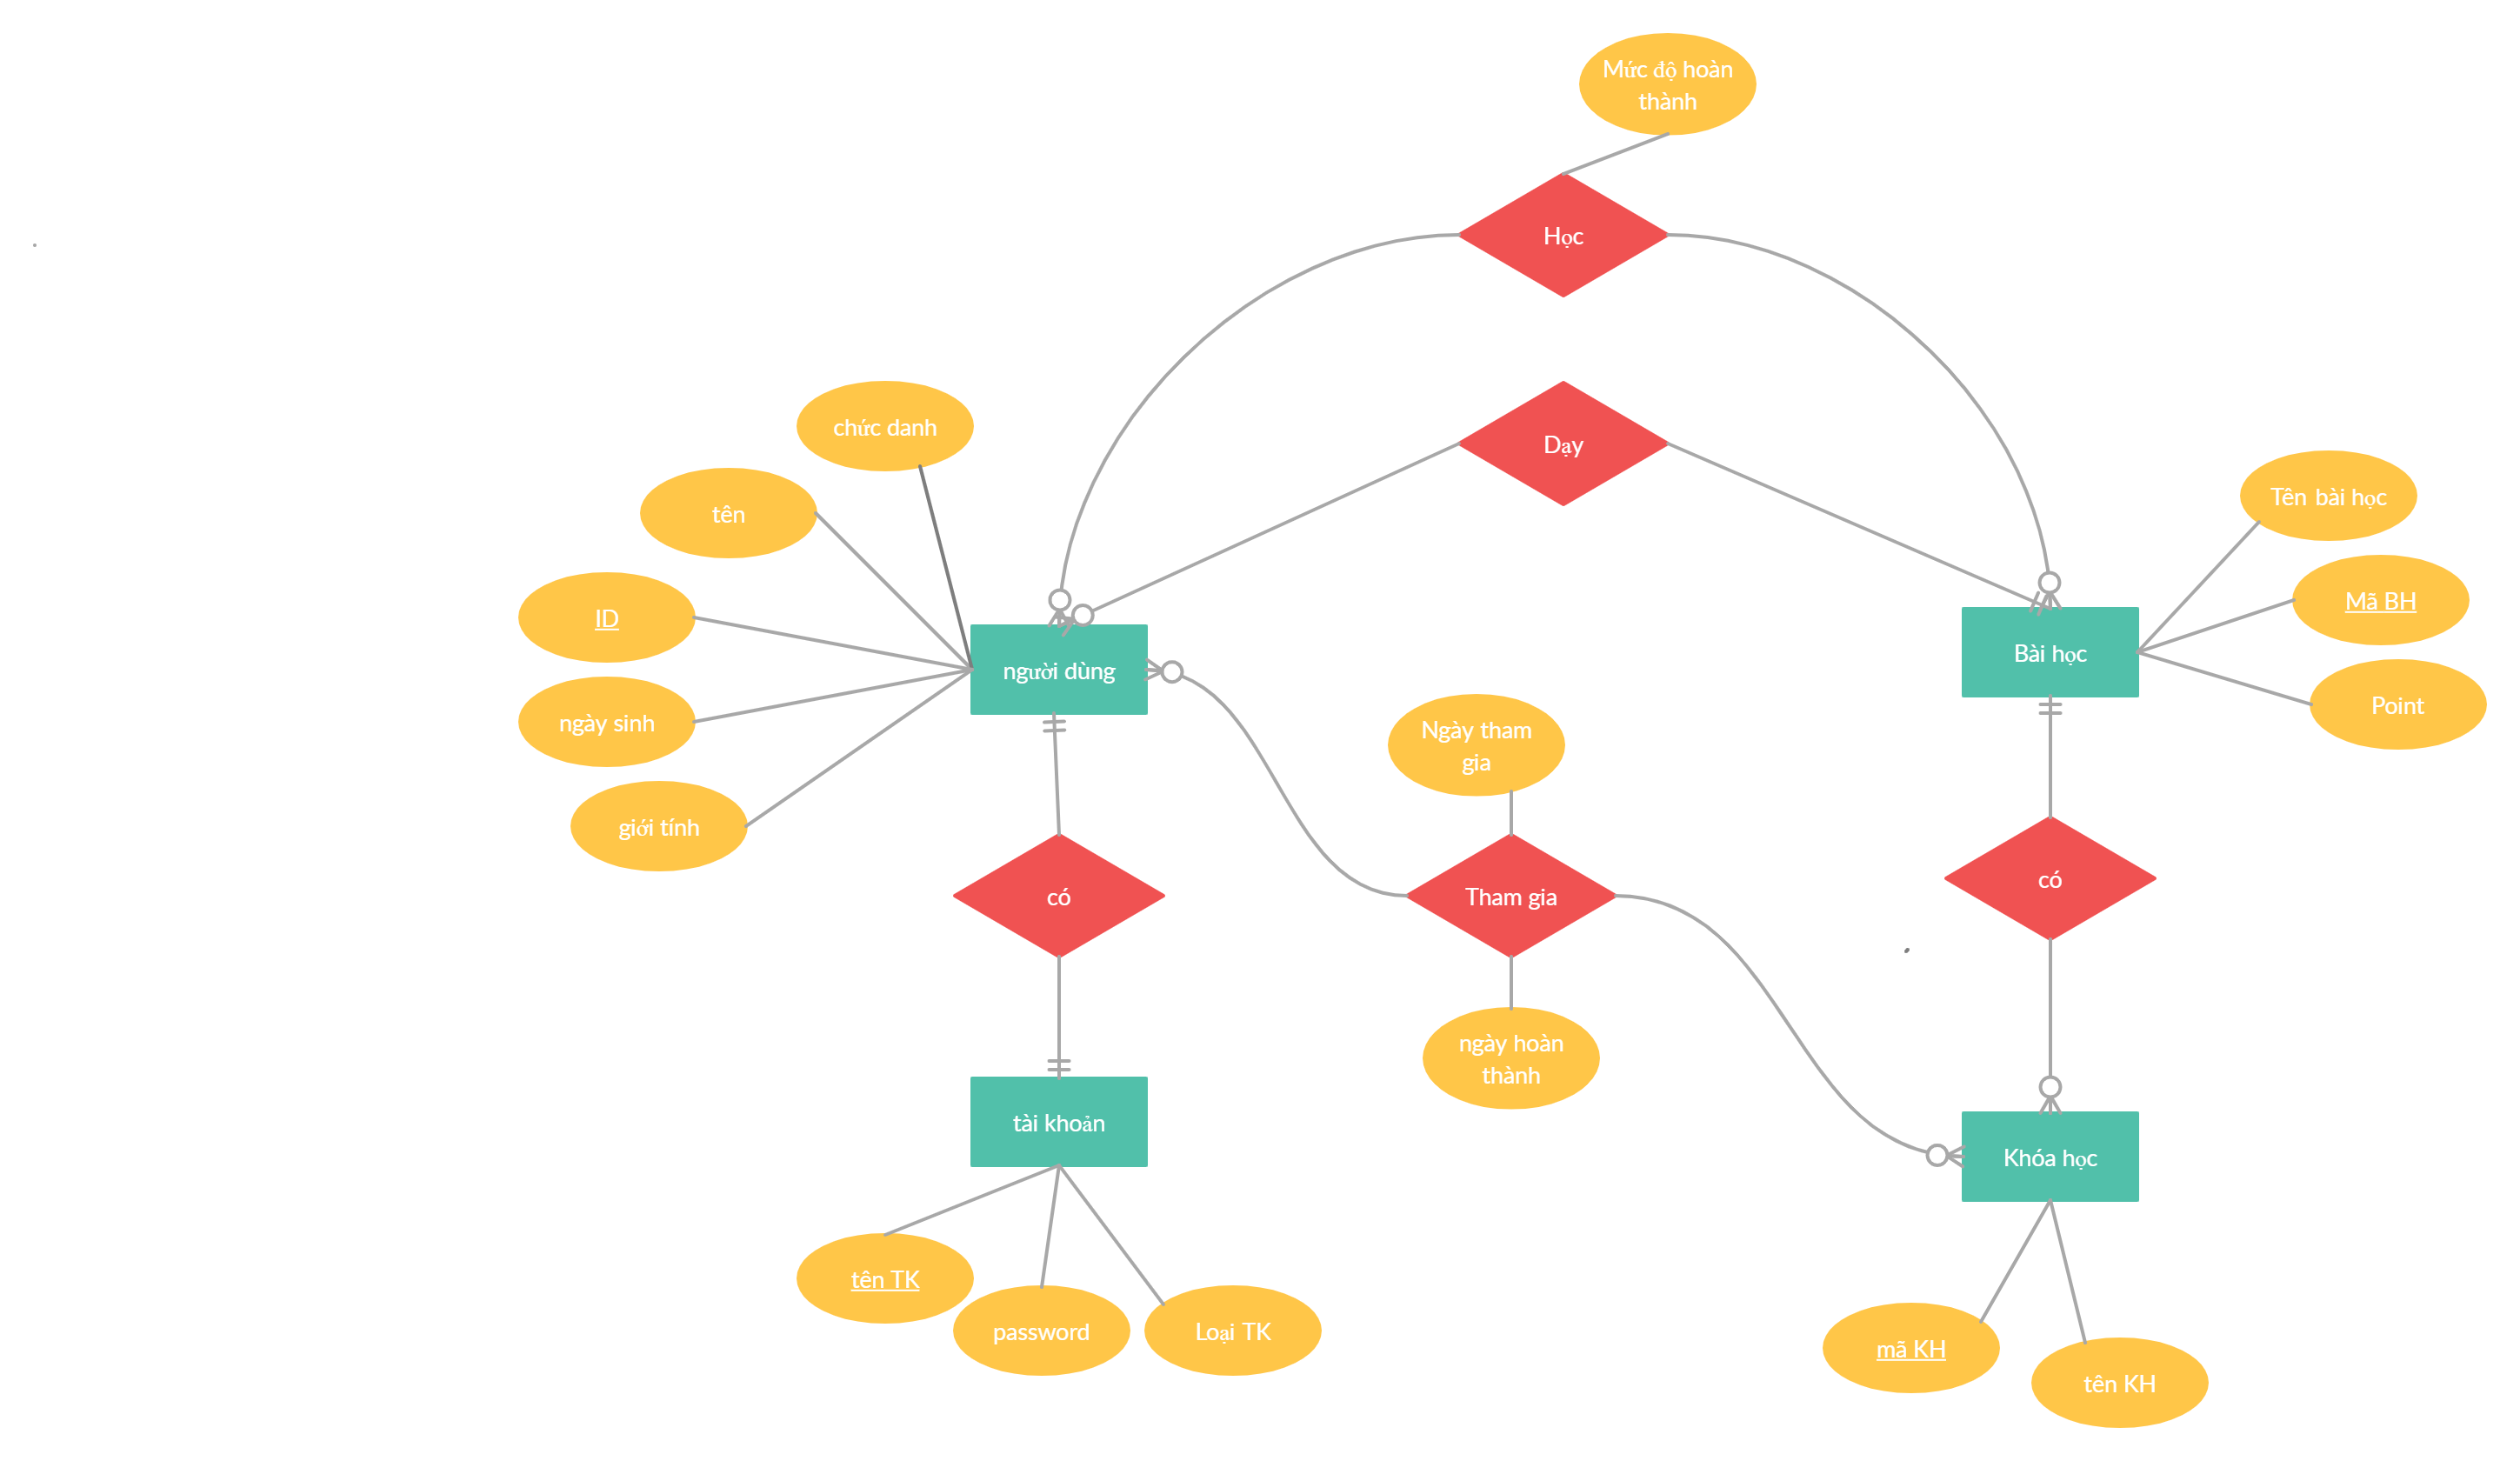 Mức độ hoàn
thành
Học
chức danh
Dạy
tên
Tên bài học
ID
Mã BH
người dùng
Bài học
ngày sinh
Point
Ngày tham
gia
giới tính
có
Tham gia
có
ngày hoàn
thành
tài khoản
Khóa học
tên TK
password
Loại TK
mã KH
tên KH